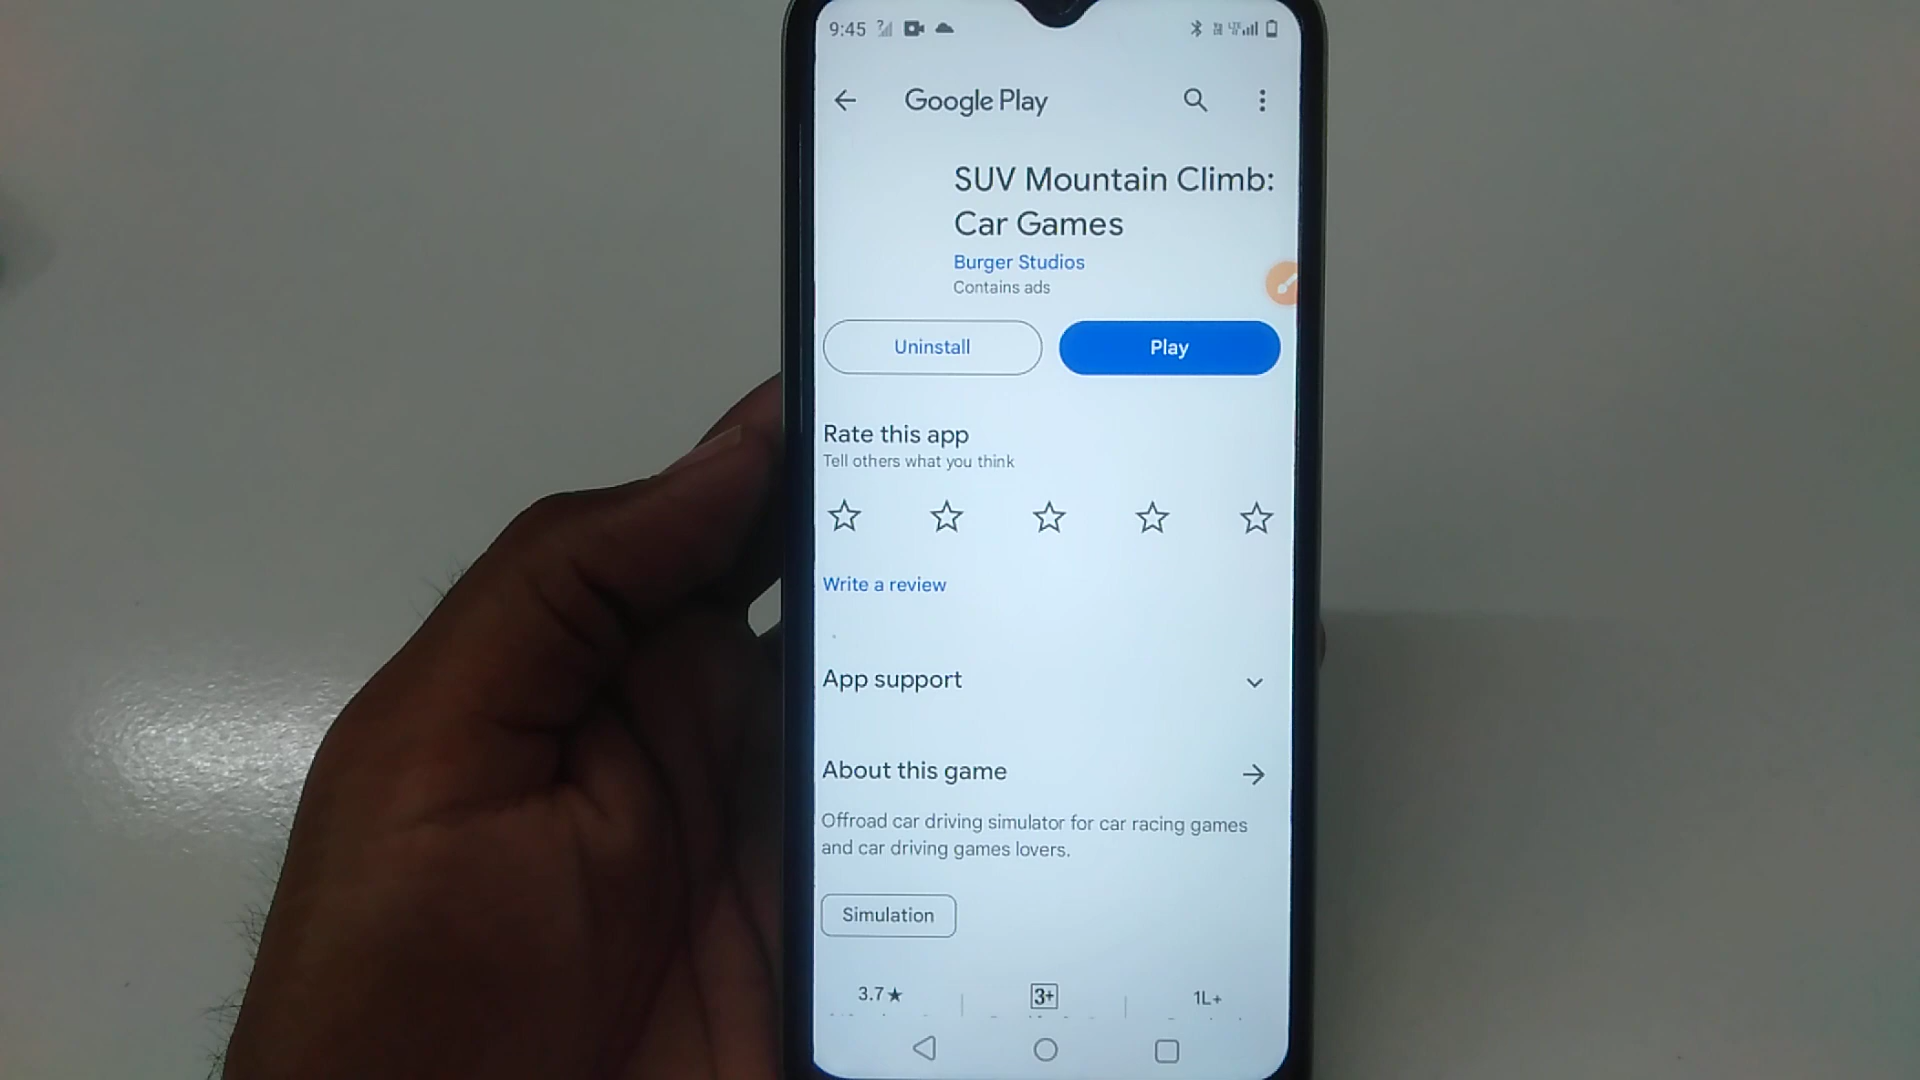 9:45
Google Play
SUV Mountain Climb:
Car Games
Burger Studios
Contains ads
Uninstall
Play
Rate this app
Tell others what you think
Write a review
App support
About this game
Offroad car driving simulator for car racing games
and car driving games lovers.
Simulation
3.7★
3+
1L+